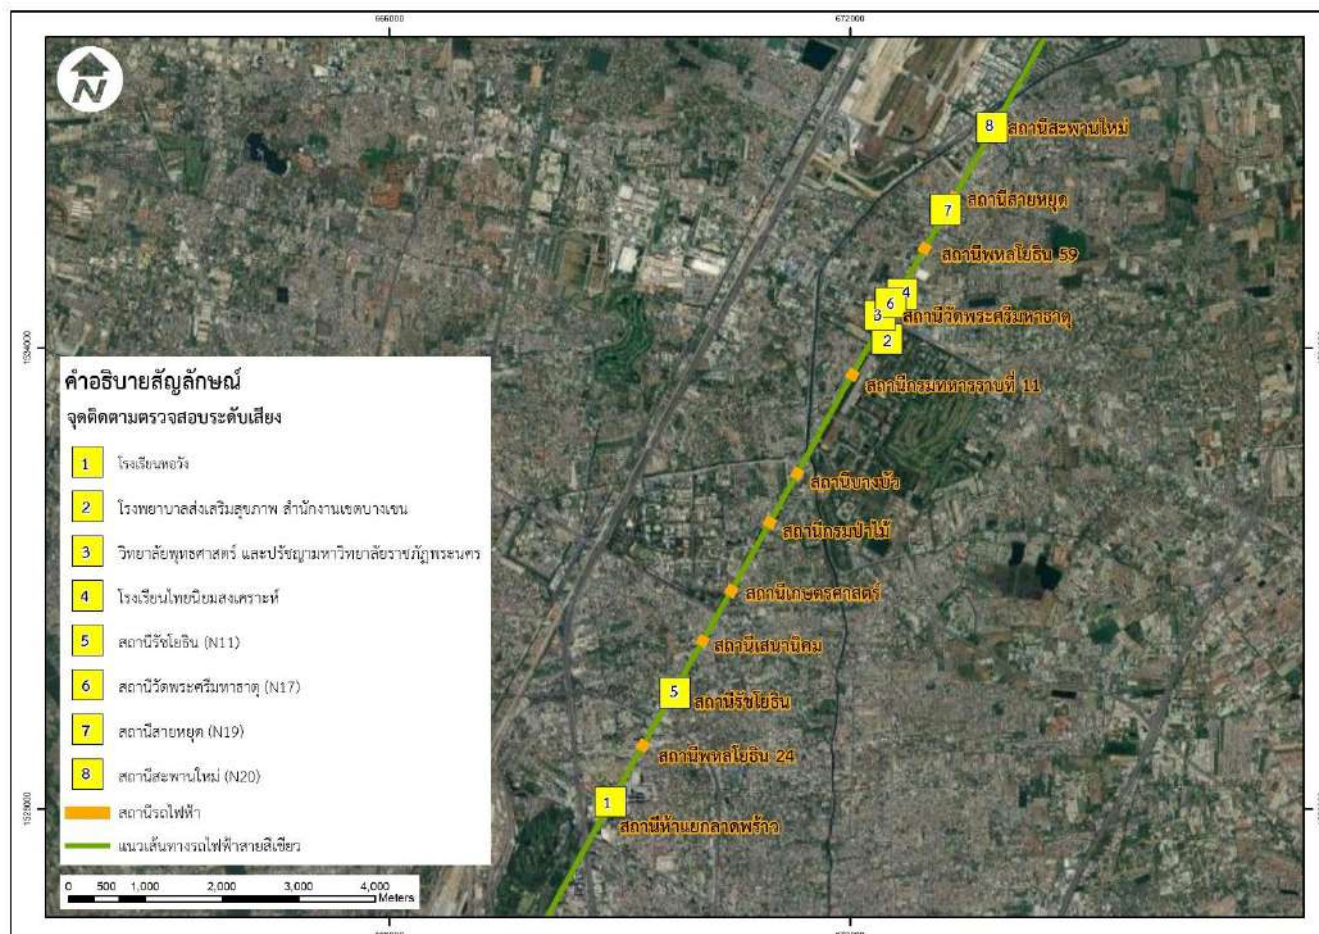 666000
672000
N
8
สถานีสะพานใหม่
7
สถานีสายหยุด
สถานีพหลโยธิน 59
4
6
3
สถานีวัดพระศรีมหาธาตุ
2
1534000
สถานีกรมทหารราบที่ 11
สถานีบางบัว
สถานีกรมป่าไม้
สถานีเกษตรศาสตร์
สถานีเสนานิคม
5
สถานีรัชโยธิน
สถานีพหลโยธิน 24
1
สถานีห้าแยกลาดพร้าว
คำอธิบายสัญลักษณ์
จุดติดตามตรวจสอบระดับเสียง
1 โรงเรียนหอวัง
2 โรงพยาบาลส่งเสริมสุขภาพ สำนักงานเขตบางเขน
3 วิทยาลัยพุทธศาสตร์ และปรัชญามหาวิทยาลัยราชภัฏพระนคร
4 โรงเรียนไทยนิยมสงเคราะห์
5 สถานีรัชโยธิน (N11)
6 สถานีวัดพระศรีมหาธาตุ (N17)
7 สถานีสายหยุด (N19)
8 สถานีสะพานใหม่ (N20)
สถานีรถไฟฟ้า
แนวเส้นทางรถไฟฟ้าสายสีเขียว
0 500 1,000 2,000 3,000 4,000
Meters